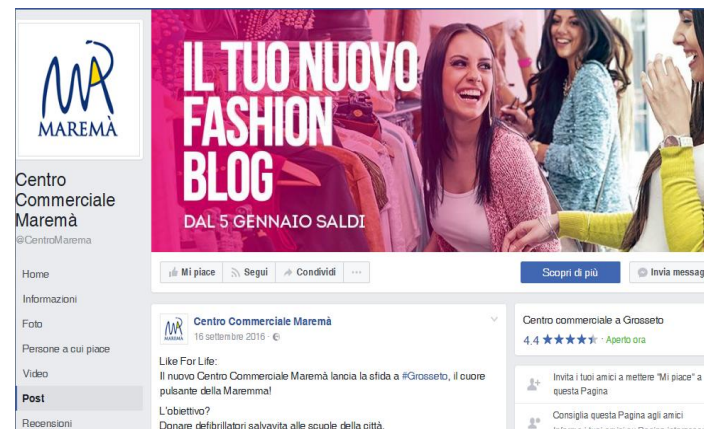 MAREMÀ
IL TUO NUOVO
FASHION
BLOG
DAL 5 GENNAIO SALDI
Centro
Commerciale
Maremà
@CentroMarema
Home
Informazioni
Foto
Persone a cui piace
Video
Post
Recensioni
Mi piace
Segui
Condividi
Scopri di più
Invia messag
MAREMÀ
Centro Commerciale Maremà
16 settembre 2016 ·
Like For Life:
Il nuovo Centro Commerciale Maremà lancia la sfida a #Grosseto, il cuore
pulsante della Maremma!
L'obiettivo?
Donare defibrillatori salvavita alle scuole della città.
Centro commerciale a Grosseto
4,4 ★★★★★ · Aperto ora
Invita i tuoi amici a mettere "Mi piace" a
questa Pagina
Consiglia questa Pagina agli amici